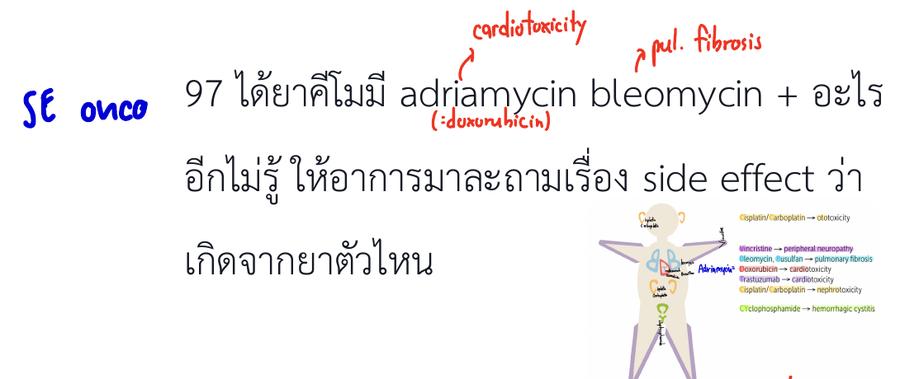 cardiotoxicity
pul. fibrosis
SE onco
97 ได้ยาคีโมมี adriamycin bleomycin + อะไร
(:doxorubicin)
อีกไม่รู้ ให้อาการมาละถามเรื่อง side effect ว่า
เกิดจากยาตัวไหน
Cisplatin/Carboplatin → ototoxicity
Vincristine → peripheral neuropathy
Bleomycin, Busulfan → pulmonary fibrosis
Adriamycin
Doxorubicin → cardiotoxicity
Trastuzumab → cardiotoxicity
Cisplatin/Carboplatin → nephrotoxicity
CYclophosphamide → hemorrhagic cystitis